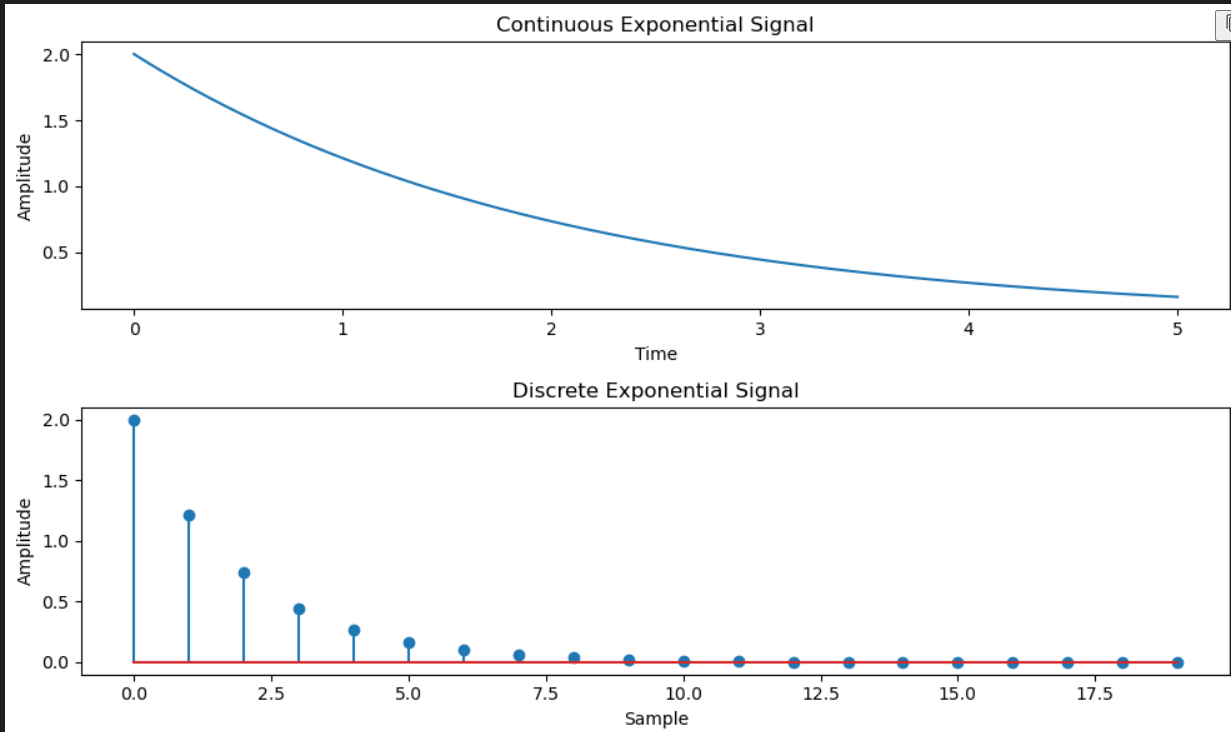 Continuous Exponential Signal
2.0
1.5
1.0
0.5
Amplitude
0 1 2 3 4 5
Time
Discrete Exponential Signal
2.0
1.5
1.0
0.5
0.0
Amplitude
0.0 2.5 5.0 7.5 10.0 12.5 15.0 17.5
Sample